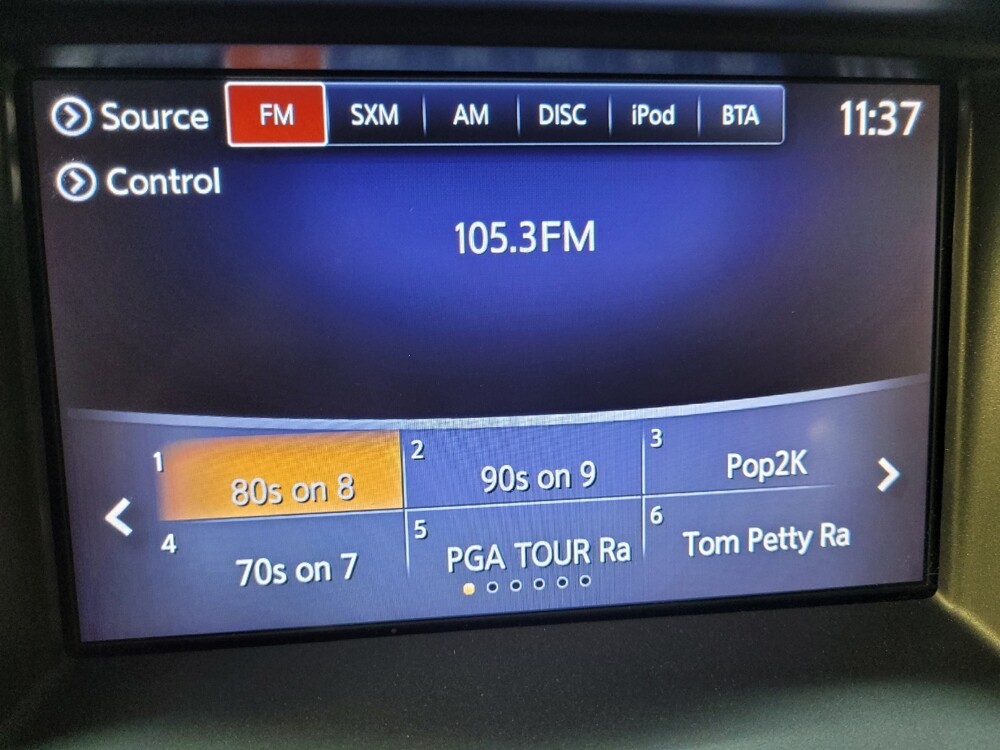 Source FM SXM AM DISC iPod BTA 11:37
Control
105.3FM
1 80s on 8 2 90s on 9 3 Pop2K
4 70s on 7 5 PGA TOUR Ra 6 Tom Petty Ra